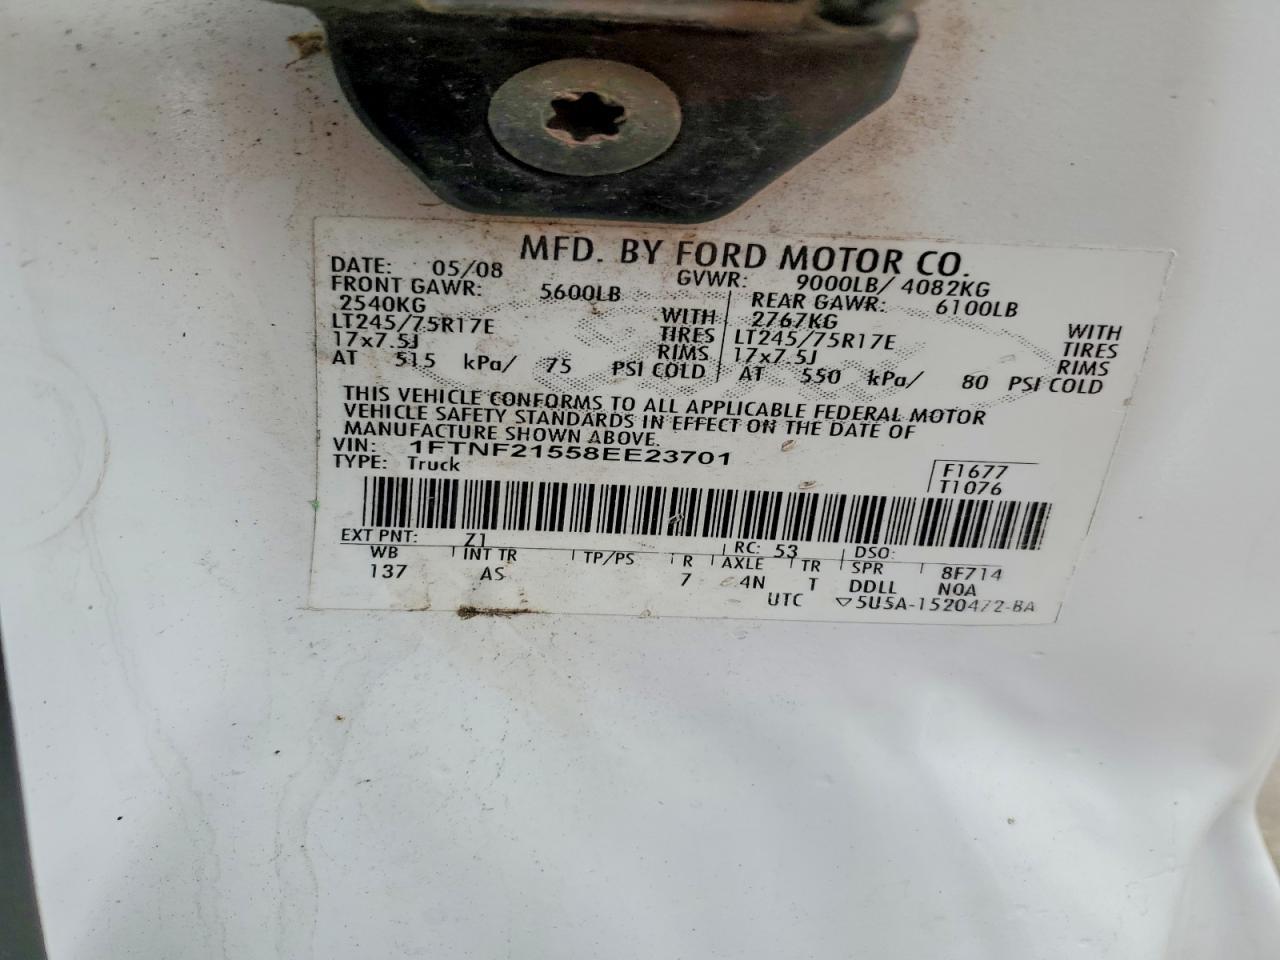 MFD. BY FORD MOTOR CO.
DATE: 05/08 GVWR: 9000LB/ 4082KG
FRONT GAWR: 5600LB REAR GAWR: 6100LB
2540KG WITH 2767KG WITH
LT245/75R17E TIRES LT245/75R17E TIRES
17x7.5J RIMS 17x7.5J RIMS
AT 515 kPa/ 75 PSI COLD AT 550 kPa/ 80 PSI COLD
THIS VEHICLE CONFORMS TO ALL APPLICABLE FEDERAL MOTOR
VEHICLE SAFETY STANDARDS IN EFFECT ON THE DATE OF
MANUFACTURE SHOWN ABOVE.
VIN: 1FTNF21558EE23701
TYPE: Truck F1677
T1076
EXT PNT: Z1 RC: 53 DSO:
WB INT TR TP/PS R AXLE TR SPR 8F714
137 AS 7 4N T DDLL NOA
UTC ▽5U5A-1520472-BA